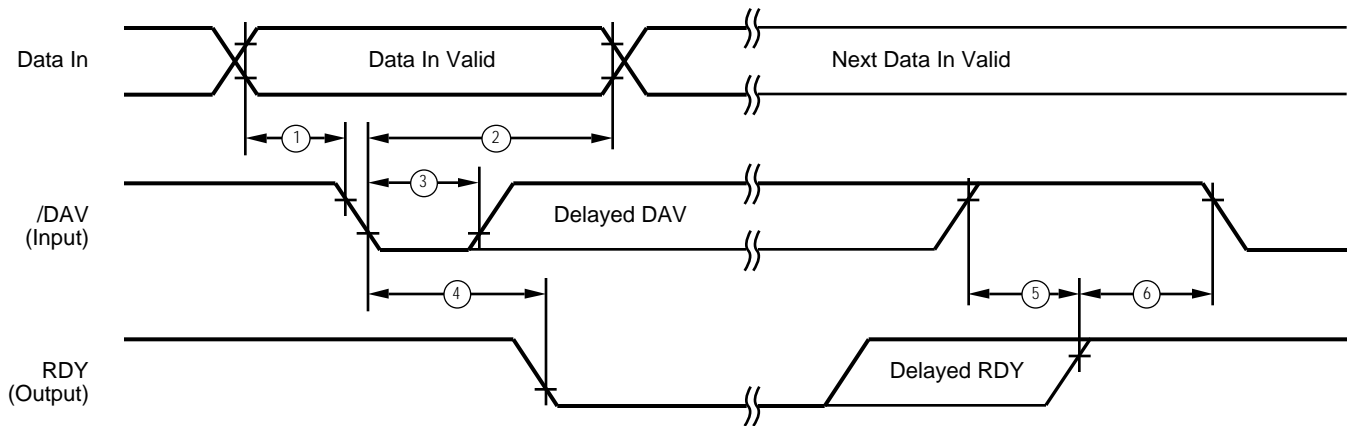 Data In
Data In Valid
Next Data In Valid
1
2
3
/DAV
(Input)
Delayed DAV
4
5
6
RDY
(Output)
Delayed RDY